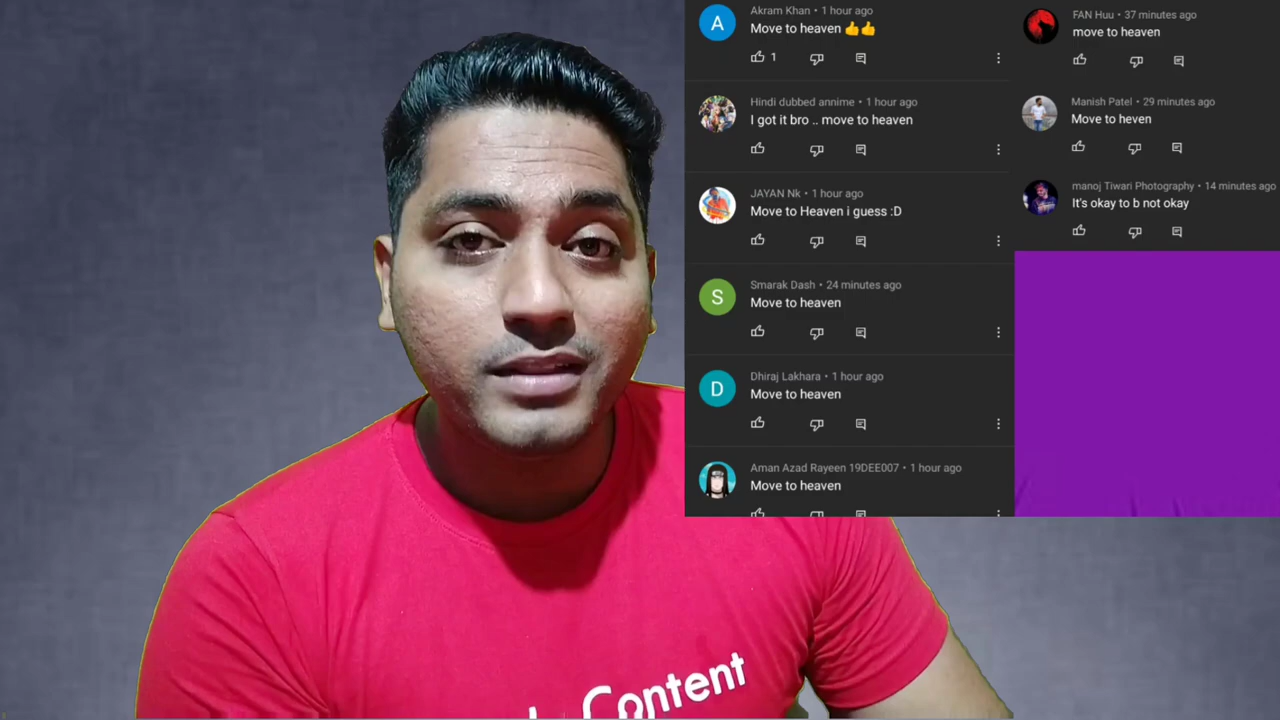 Akram Khan • 1 hour ago
Move to heaven 👍👍
1
Hindi dubbed annime • 1 hour ago
I got it bro .. move to heaven
JAYAN Nk • 1 hour ago
Move to Heaven i guess :D
S
Smarak Dash • 24 minutes ago
Move to heaven
D
Dhiraj Lakhara • 1 hour ago
Move to heaven
Aman Azad Rayeen 19DEE007 • 1 hour ago
Move to heaven
A
FAN Huu • 37 minutes ago
move to heaven
Manish Patel • 29 minutes ago
Move to heven
manoj Tiwari Photography • 14 minutes ago
It's okay to b not okay
Content